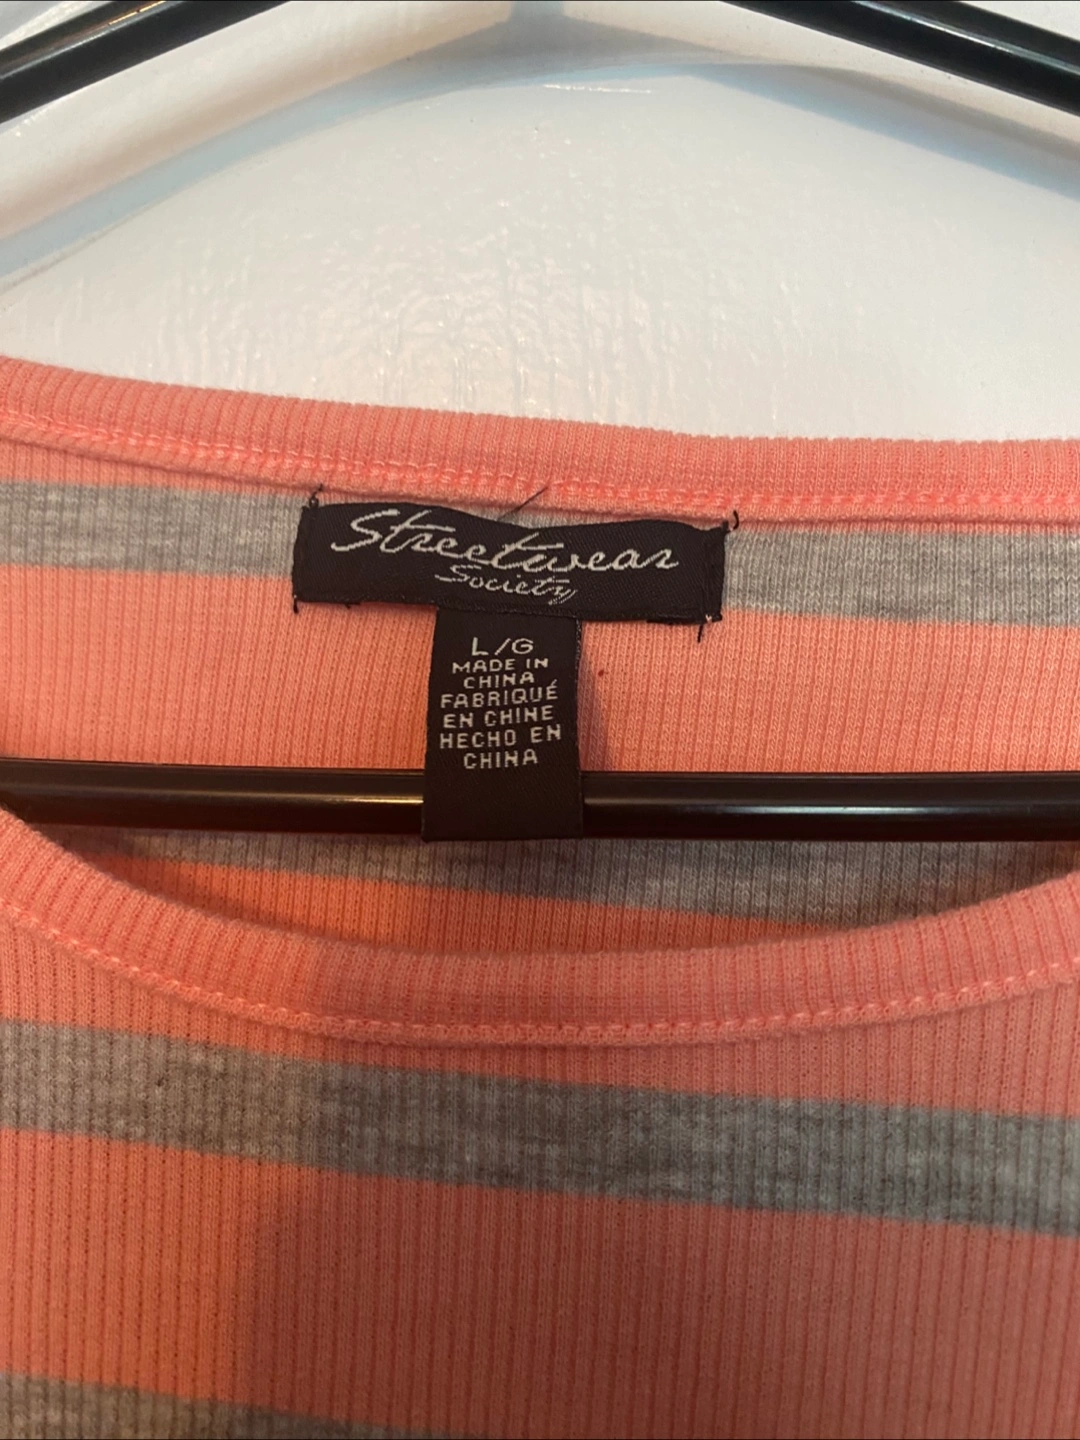 Streetwear
Society
L/G
MADE IN
CHINA
FABRIQUÉ
EN CHINE
HECHO EN
CHINA